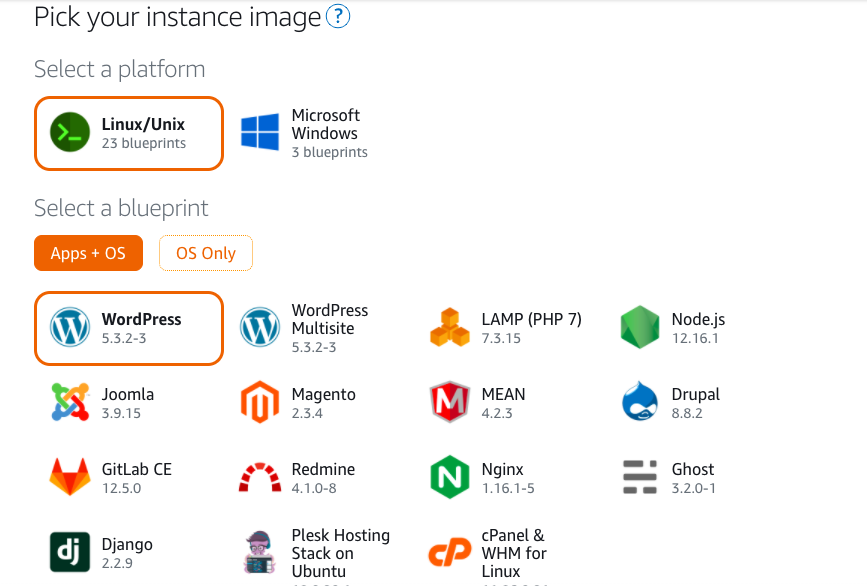 Pick your instance image ?
Select a platform
Linux/Unix
23 blueprints
Microsoft
Windows
3 blueprints
Select a blueprint
Apps + OS
OS Only
WordPress
5.3.2-3
WordPress
Multisite
5.3.2-3
LAMP (PHP 7)
7.3.15
Node.js
12.16.1
Joomla
3.9.15
Magento
2.3.4
MEAN
4.2.3
Drupal
8.8.2
GitLab CE
12.5.0
Redmine
4.1.0-8
Nginx
1.16.1-5
Ghost
3.2.0-1
dj
Django
2.2.9
Plesk Hosting
Stack on
Ubuntu
cP
cPanel &
WHM for
Linux